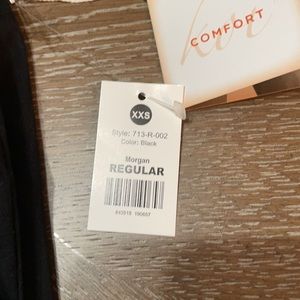 COMFORT
XXS
Style: 713-R-002
Color: Black
Morgan
REGULAR